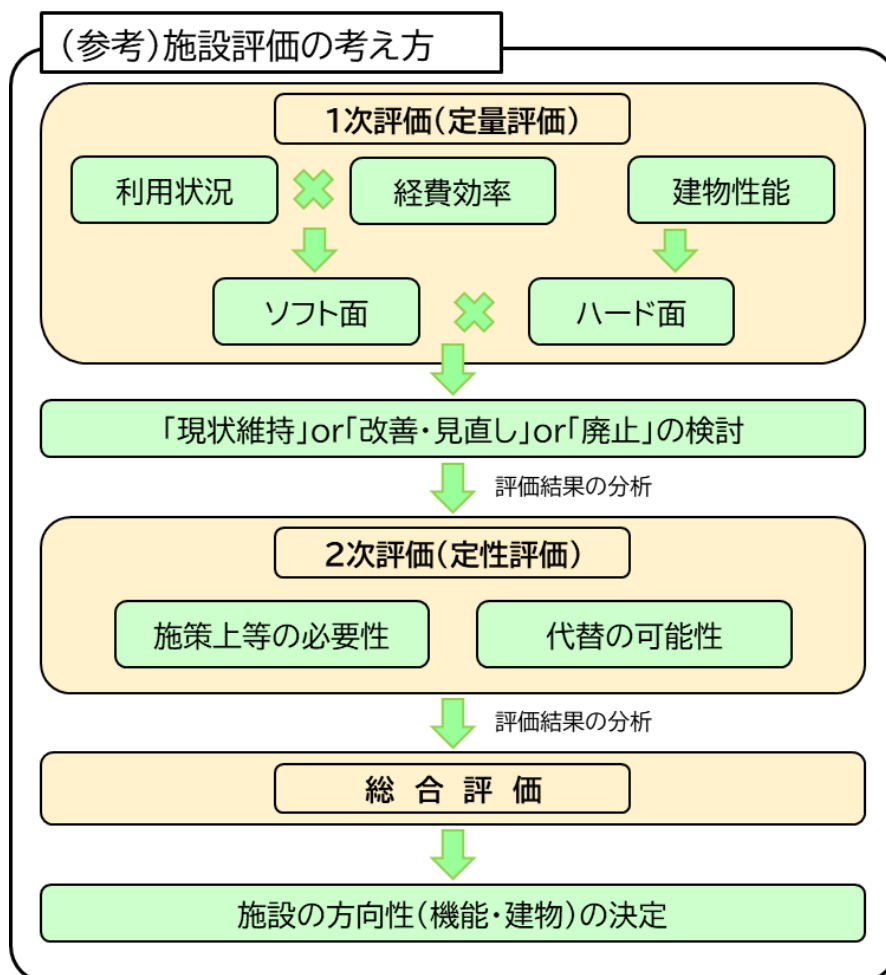 (参考)施設評価の考え方
1次評価(定量評価)
利用状況
経費効率
建物性能
ソフト面
ハード面
「現状維持」or「改善・見直し」or「廃止」の検討
評価結果の分析
2次評価(定性評価)
施策上等の必要性
代替の可能性
評価結果の分析
総合評価
施設の方向性(機能・建物)の決定